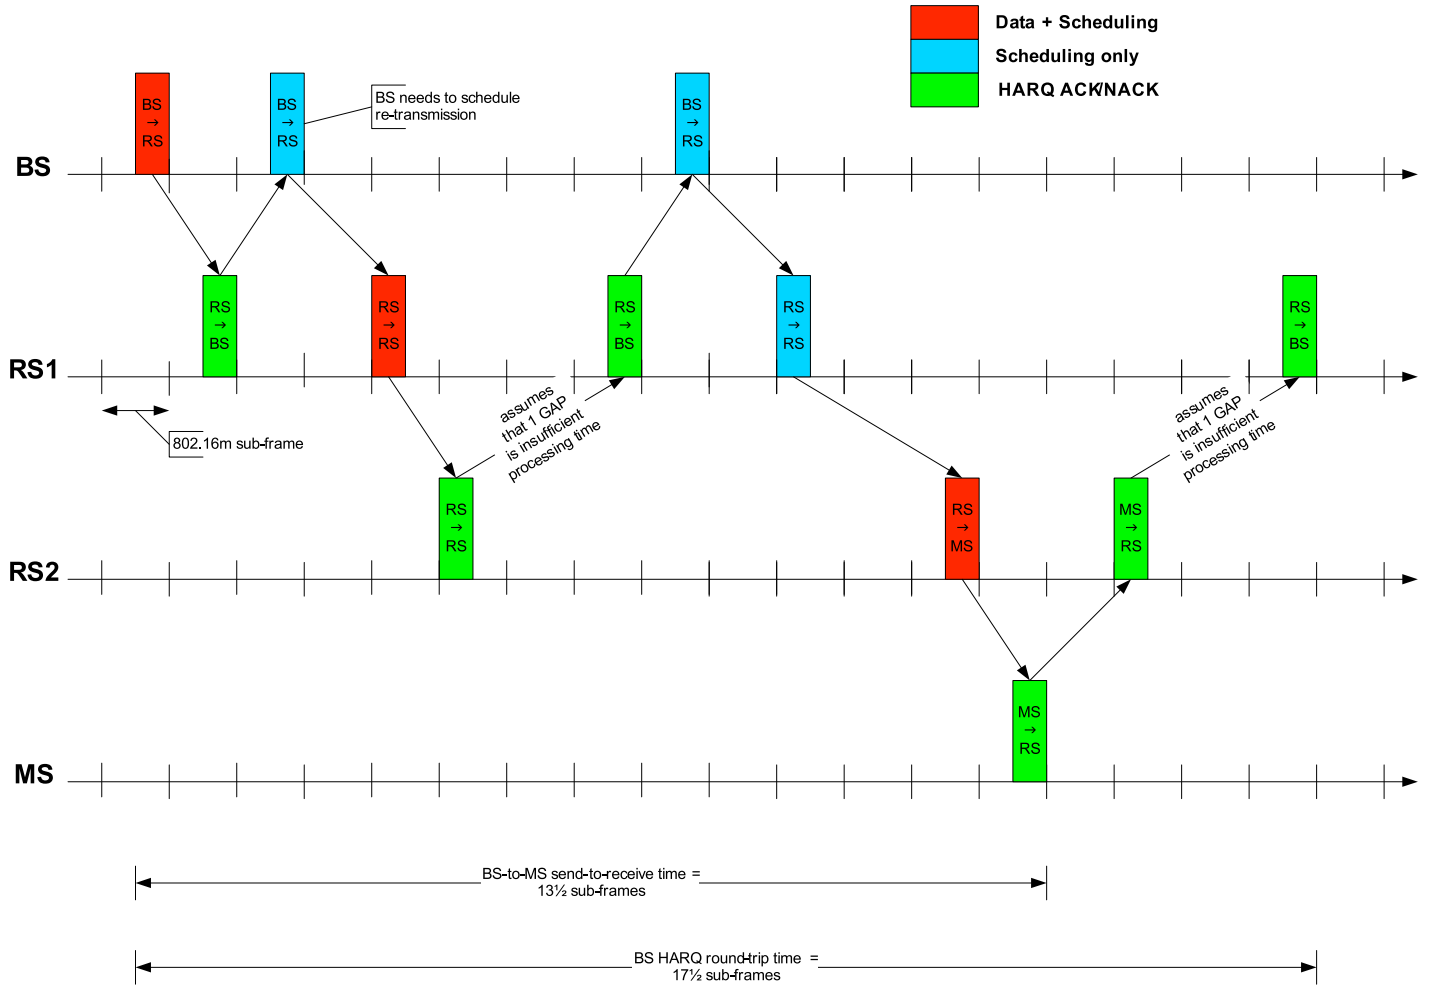 Data + Scheduling
Scheduling only
HARQ ACK/NACK
BS
→
RS
BS
→
RS
BS needs to schedule
re-transmission
BS
→
RS
BS
RS
→
BS
RS
→
RS
RS
→
BS
RS
→
RS
RS
→
BS
RS1
802.16m sub-frame
assumes
that 1 GAP
is insufficient
processing time
assumes
that 1 GAP
is insufficient
processing time
RS
→
RS
RS
→
MS
MS
→
RS
RS2
MS
→
RS
MS
BS-to-MS send-to-receive time =
13½ sub-frames
BS HARQ round-trip time =
17½ sub-frames